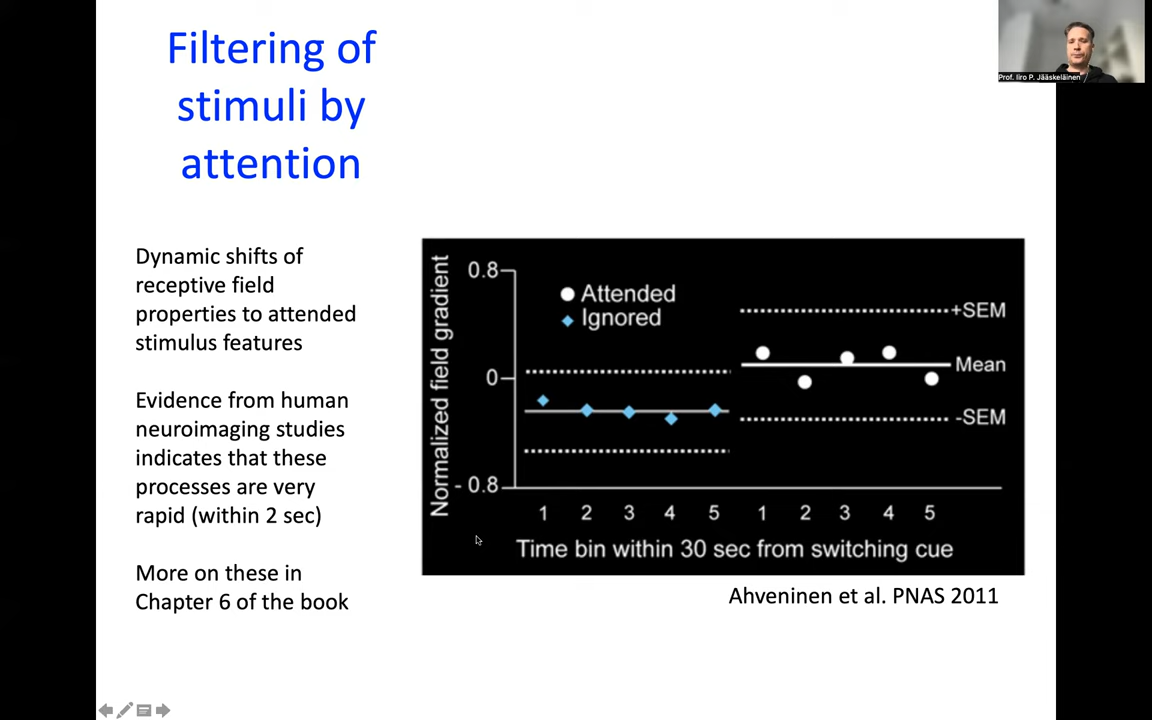 Filtering of
stimuli by
attention
Prof. Iiro P. Jääskeläinen
Dynamic shifts of
receptive field
properties to attended
stimulus features
Evidence from human
neuroimaging studies
indicates that these
processes are very
rapid (within 2 sec)
More on these in
Chapter 6 of the book
Normalized field gradient
0.8
0
- 0.8
Attended
Ignored
+SEM
Mean
-SEM
1 2 3 4 5 1 2 3 4 5
Time bin within 30 sec from switching cue
Ahveninen et al. PNAS 2011